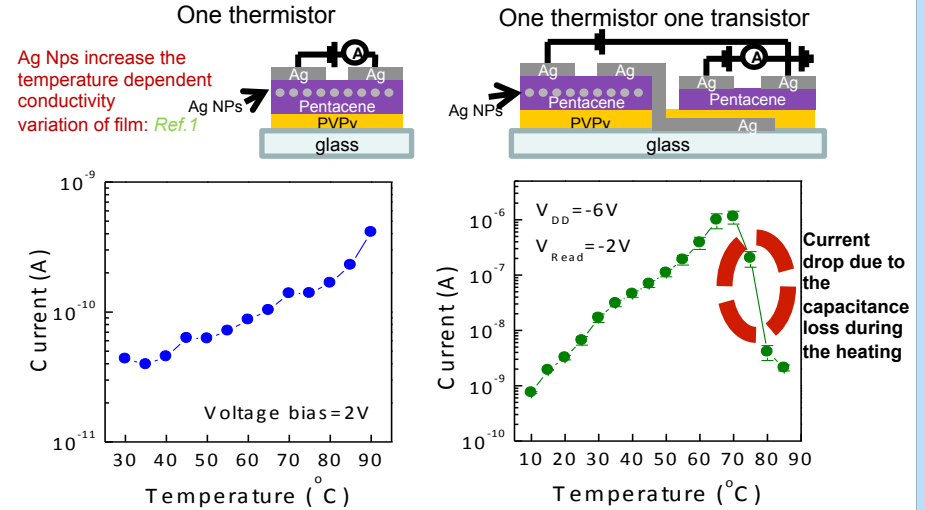 One thermistor
One thermistor one transistor
Ag Nps increase the
temperature dependent
conductivity
variation of film: Ref.1
A
Ag
Ag
Ag NPs
Pentacene
PVPy
glass
A
Ag
Ag
Ag
Ag
Ag NPs
Pentacene
Pentacene
PVPy
Ag
glass
10⁻⁹
10⁻¹⁰
10⁻¹¹
Current (A)
Voltage bias=2V
30 40 50 60 70 80 90
Temperature (°C)
10⁻⁶
10⁻⁷
10⁻⁸
10⁻⁹
10⁻¹⁰
Current (A)
V_DD=-6V
V_Read=-2V
10 20 30 40 50 60 70 80 90
Temperature (°C)
Current
drop due to
the
capacitance
loss during
the heating